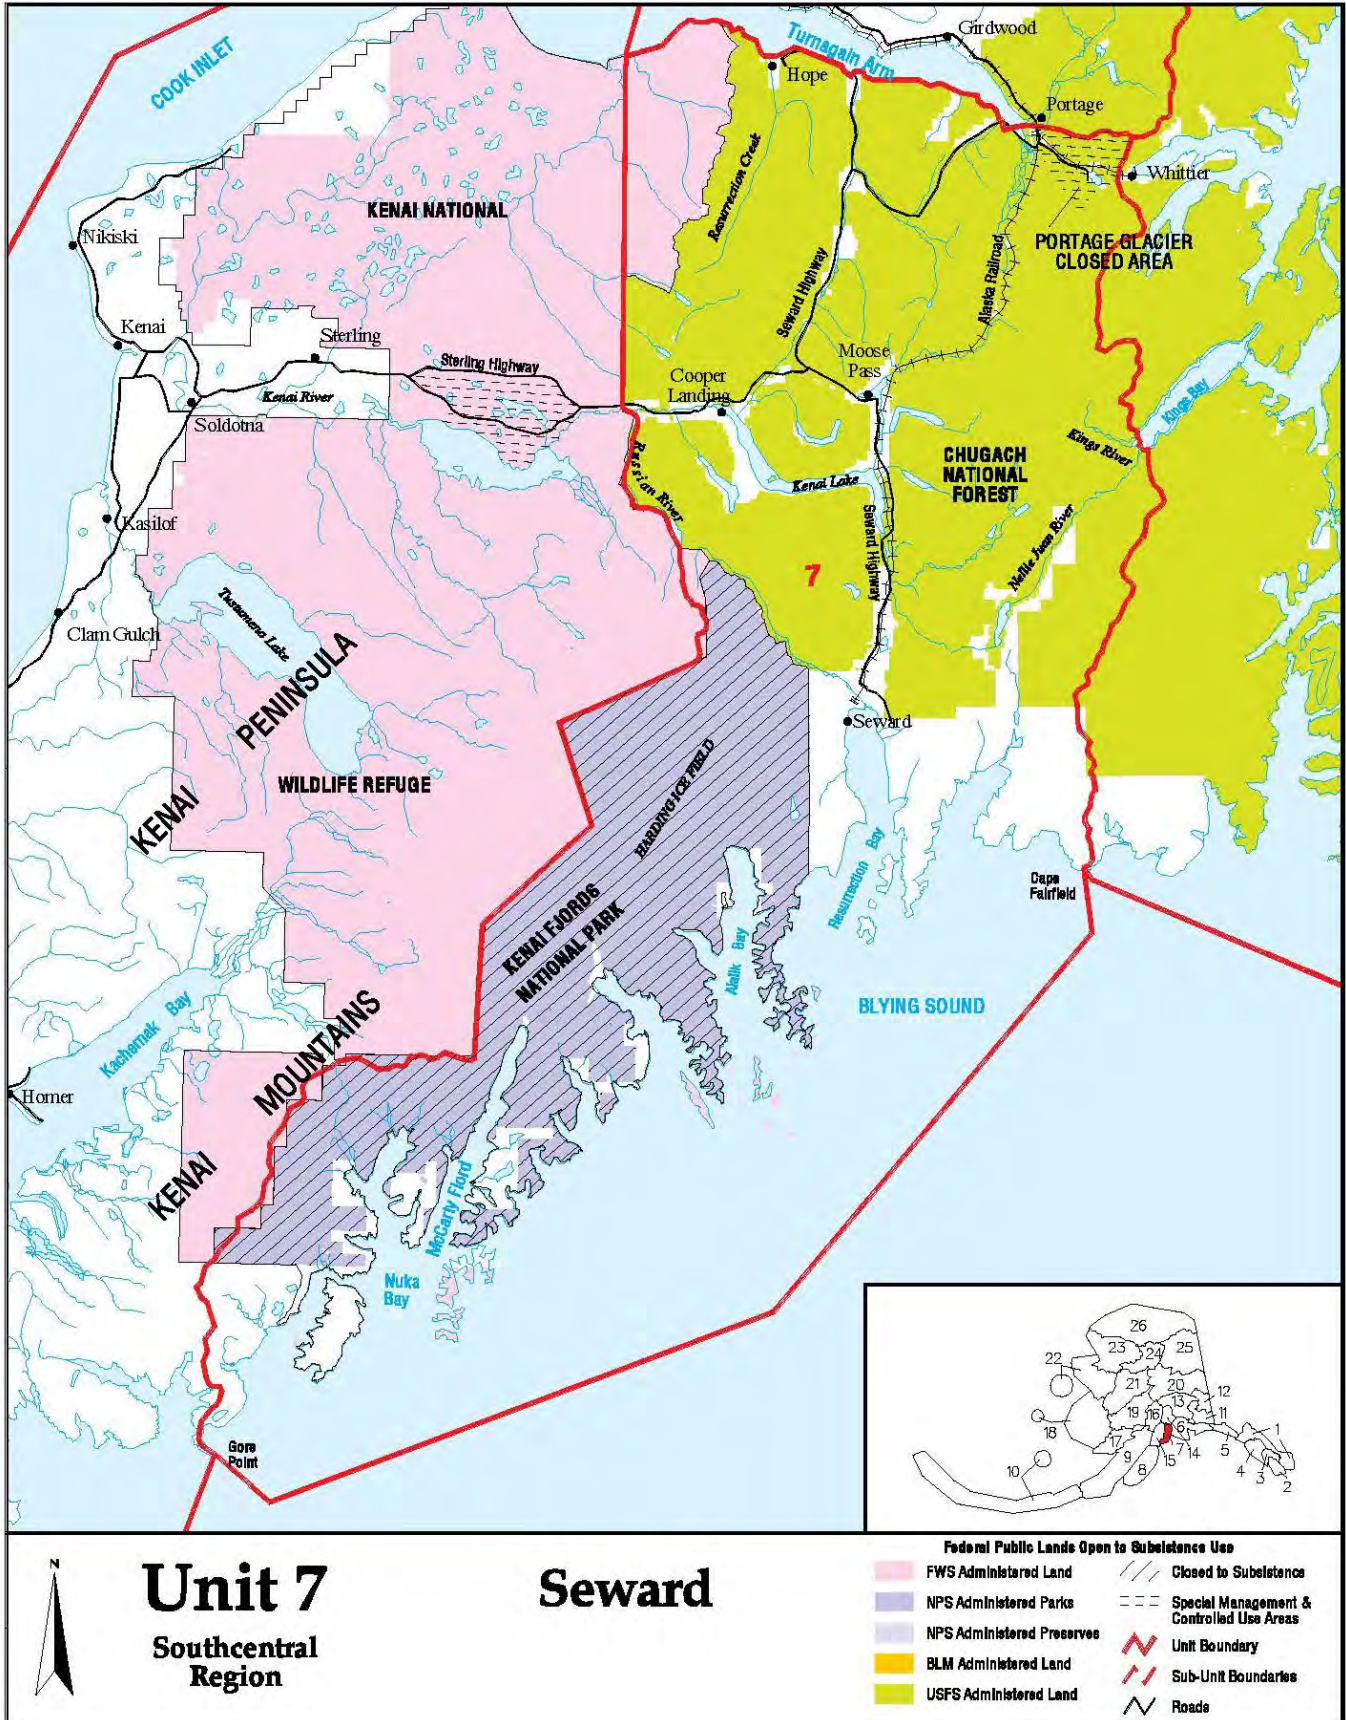 COOK INLET
Turnagain Arm
Girdwood
Hope
Portage
Resurrection Creek
Whittier
KENAI NATIONAL
Nikiski
PORTAGE GLACIER
CLOSED AREA
Seward Highway
Alaska Railroad
Kenai
Sterling
Sterling Highway
Moose
Pass
Cooper
Landing
Kenai River
Soldotna
Kings Bay
Kings River
Russian River
Kenai Lake
CHUGACH
NATIONAL
FOREST
Kasilof
Seward Highway
Nellie Juan River
7
Tustumena Lake
Clam Gulch
PENINSULA
Seward
WILDLIFE REFUGE
HARDING ICE FIELD
KENAI
Resurrection Bay
Cape
Fairfield
KENAI FJORDS
NATIONAL PARK
Aialik Bay
BLYING SOUND
Kachemak Bay
MOUNTAINS
Homer
KENAI
McCarty Fiord
Nuka
Bay
Gore
Point
26
23
24
25
22
21
20
12
13
19
16
11
18
6
1
17
7
14
5
9
15
10
8
4
3
2
N
Unit 7
Southcentral
Region
Seward
Federal Public Lands Open to Subsistence Use
FWS Administered Land
NPS Administered Parks
NPS Administered Preserves
BLM Administered Land
USFS Administered Land
Closed to Subsistence
Special Management &
Controlled Use Areas
Unit Boundary
Sub-Unit Boundaries
Roads